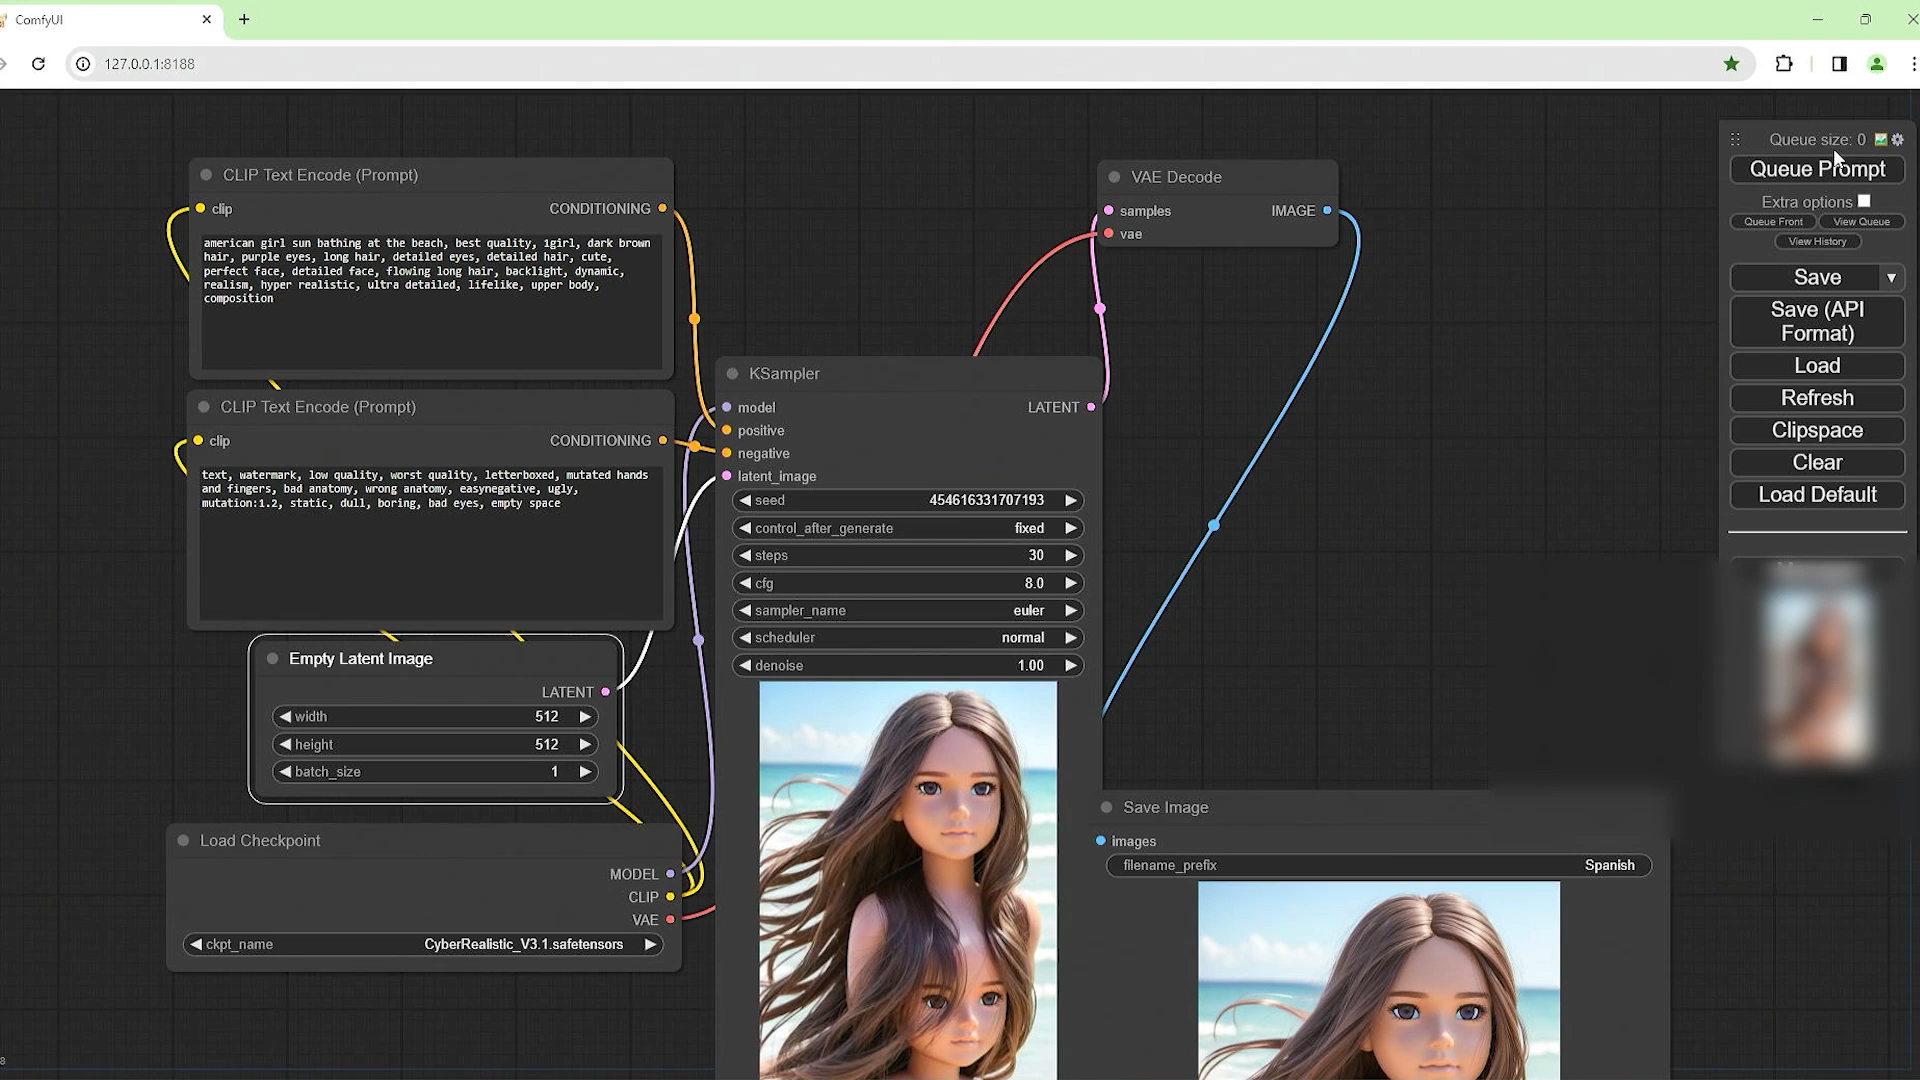 ComfyUI
127.0.0.1:8188
CLIP Text Encode (Prompt)
clip
CONDITIONING
american girl sun bathing at the beach, best quality, 1girl, dark brown
hair, purple eyes, long hair, detailed eyes, detailed hair, cute,
perfect face, detailed face, flowing long hair, backlight, dynamic,
realism, hyper realistic, ultra detailed, lifelike, upper body,
composition
CLIP Text Encode (Prompt)
clip
CONDITIONING
text, watermark, low quality, worst quality, letterboxed, mutated hands
and fingers, bad anatomy, wrong anatomy, easynegative, ugly,
mutation:1.2, static, dull, boring, bad eyes, empty space
Empty Latent Image
LATENT
width 512
height 512
batch_size 1
Load Checkpoint
MODEL
CLIP
VAE
ckpt_name CyberRealistic_V3.1.safetensors
KSampler
model LATENT
positive
negative
latent_image
seed 454616331707193
control_after_generate fixed
steps 30
cfg 8.0
sampler_name euler
scheduler normal
denoise 1.00
VAE Decode
samples IMAGE
vae
Save Image
images
filename_prefix Spanish
Queue size: 0
Queue Prompt
Extra options
Queue Front View Queue
View History
Save
Save (API
Format)
Load
Refresh
Clipspace
Clear
Load Default